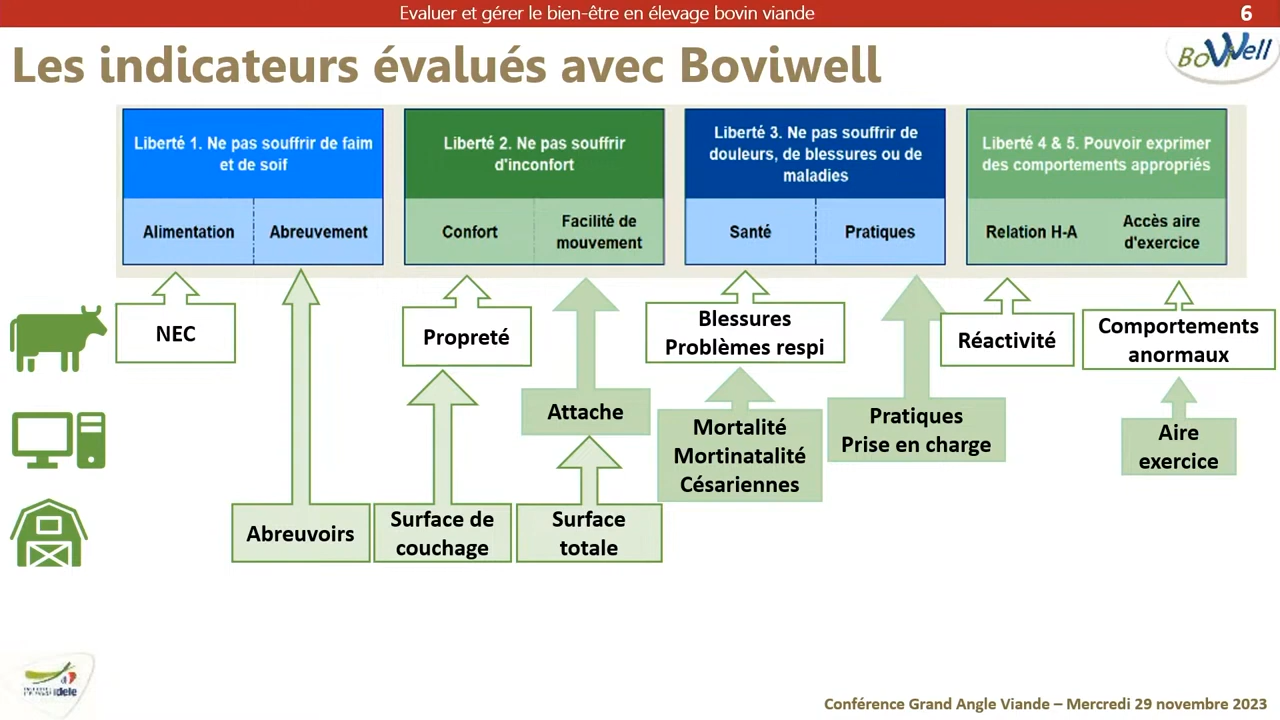 Evaluer et gérer le bien-être en élevage bovin viande
6
Les indicateurs évalués avec Boviwell
BoviWell
Liberté 1. Ne pas souffrir de faim
et de soif
Alimentation
Abreuvement
Liberté 2. Ne pas souffrir
d'inconfort
Confort
Facilité de
mouvement
Liberté 3. Ne pas souffrir de
douleurs, de blessures ou de
maladies
Santé
Pratiques
Liberté 4 & 5. Pouvoir exprimer
des comportements appropriés
Relation H-A
Accès aire
d'exercice
NEC
Propreté
Blessures
Problèmes respi
Réactivité
Comportements
anormaux
Attache
Mortalité
Mortinatalité
Césariennes
Pratiques
Prise en charge
Aire
exercice
Abreuvoirs
Surface de
couchage
Surface
totale
idele
Conférence Grand Angle Viande – Mercredi 29 novembre 2023